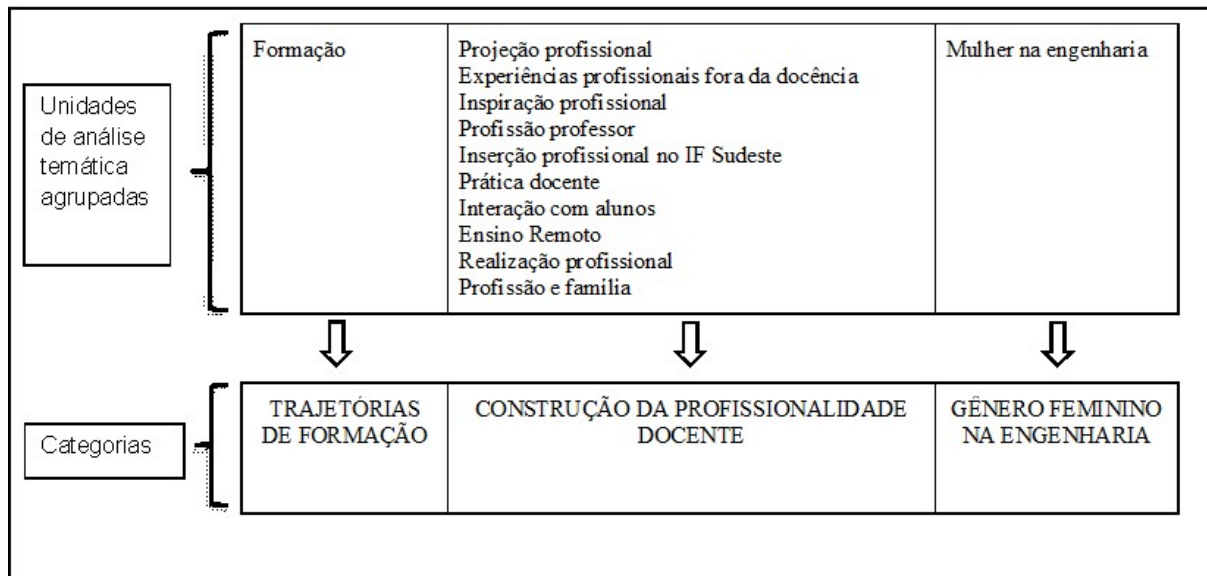 Unidades
de análise
temática
agrupadas
Formação
Projeção profissional
Experiências profissionais fora da docência
Inspiração profissional
Profissão professor
Inserção profissional no IF Sudeste
Prática docente
Interação com alunos
Ensino Remoto
Realização profissional
Profissão e família
Mulher na engenharia
Categorias
TRAJETÓRIAS
DE FORMAÇÃO
CONSTRUÇÃO DA PROFISSIONALIDADE
DOCENTE
GÊNERO FEMININO
NA ENGENHARIA